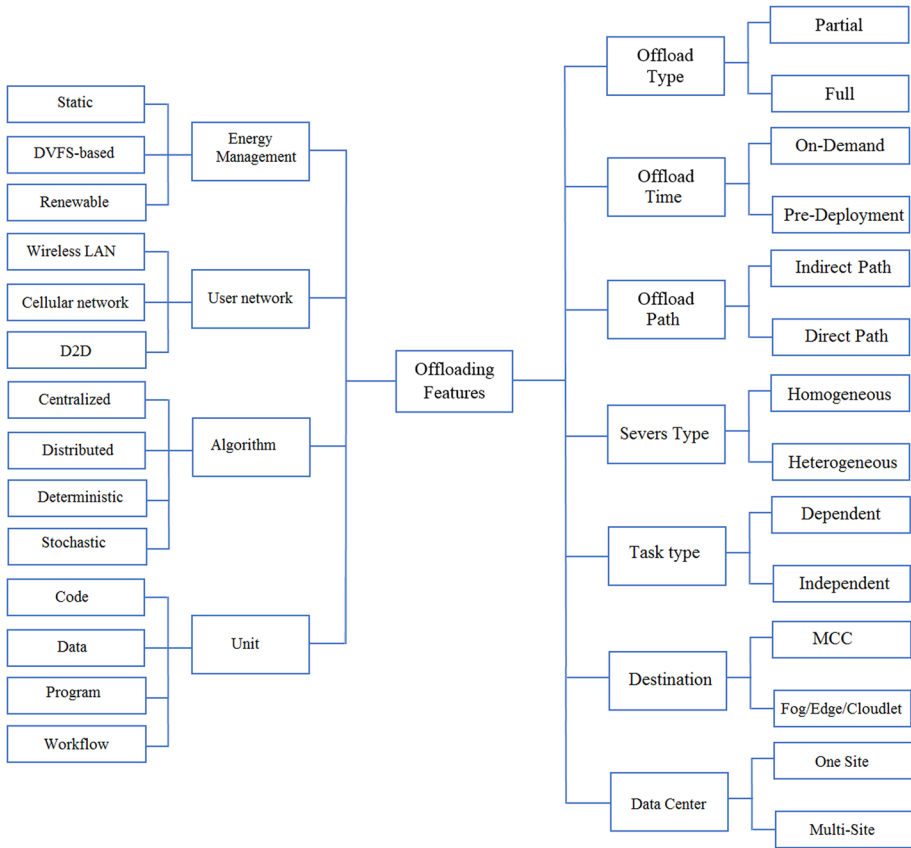 Offloading
Features
Energy
Management
Static
DVFS-based
Renewable
User network
Wireless LAN
Cellular network
D2D
Algorithm
Centralized
Distributed
Deterministic
Stochastic
Unit
Code
Data
Program
Workflow
Offload
Type
Partial
Full
Offload
Time
On-Demand
Pre-Deployment
Offload
Path
Indirect Path
Direct Path
Severs Type
Homogeneous
Heterogeneous
Task type
Dependent
Independent
Destination
MCC
Fog/Edge/Cloudlet
Data Center
One Site
Multi-Site